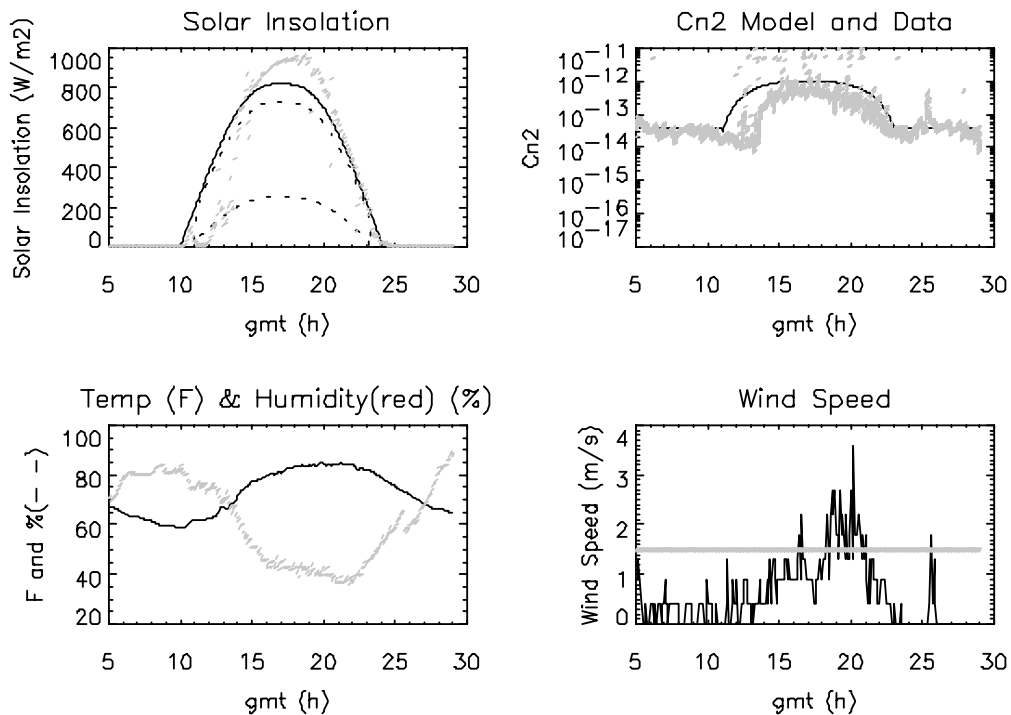 Solar Insolation
Solar Insolation (W/m2)
1000
800
600
400
200
0
5 10 15 20 25 30
gmt {h}
Cn2 Model and Data
Cn2
10−11
10−12
10−13
10−14
10−15
10−16
10−17
5 10 15 20 25 30
gmt {h}
Temp (F) & Humidity(red) (%)
F and %(— —)
100
80
60
40
20
5 10 15 20 25 30
gmt {h}
Wind Speed
Wind Speed (m/s)
4
3
2
1
0
5 10 15 20 25 30
gmt {h}